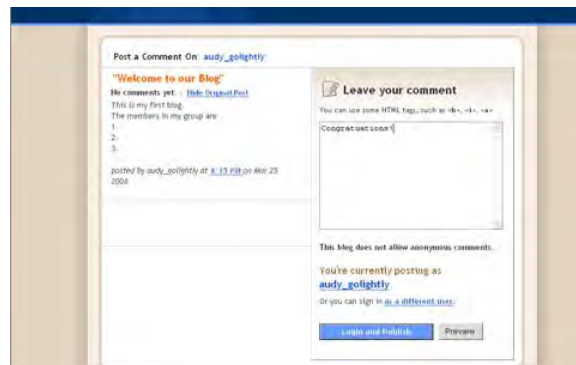 Post a Comment On: audy_golightly
"Welcome to our Blog"
No comments yet. - Hide Original Post
This is my first blog.
The members in my group are
1.
2.
3.
posted by audy_golightly at 8:15 PM on Mar 25
2006
Leave your comment
You can use some HTML tags, such as <b>, <i>, <a>
Congratuations!
This blog does not allow anonymous comments.
You're currently posting as
audy_golightly
Or you can sign in as a different user.
Login and Publish
Preview